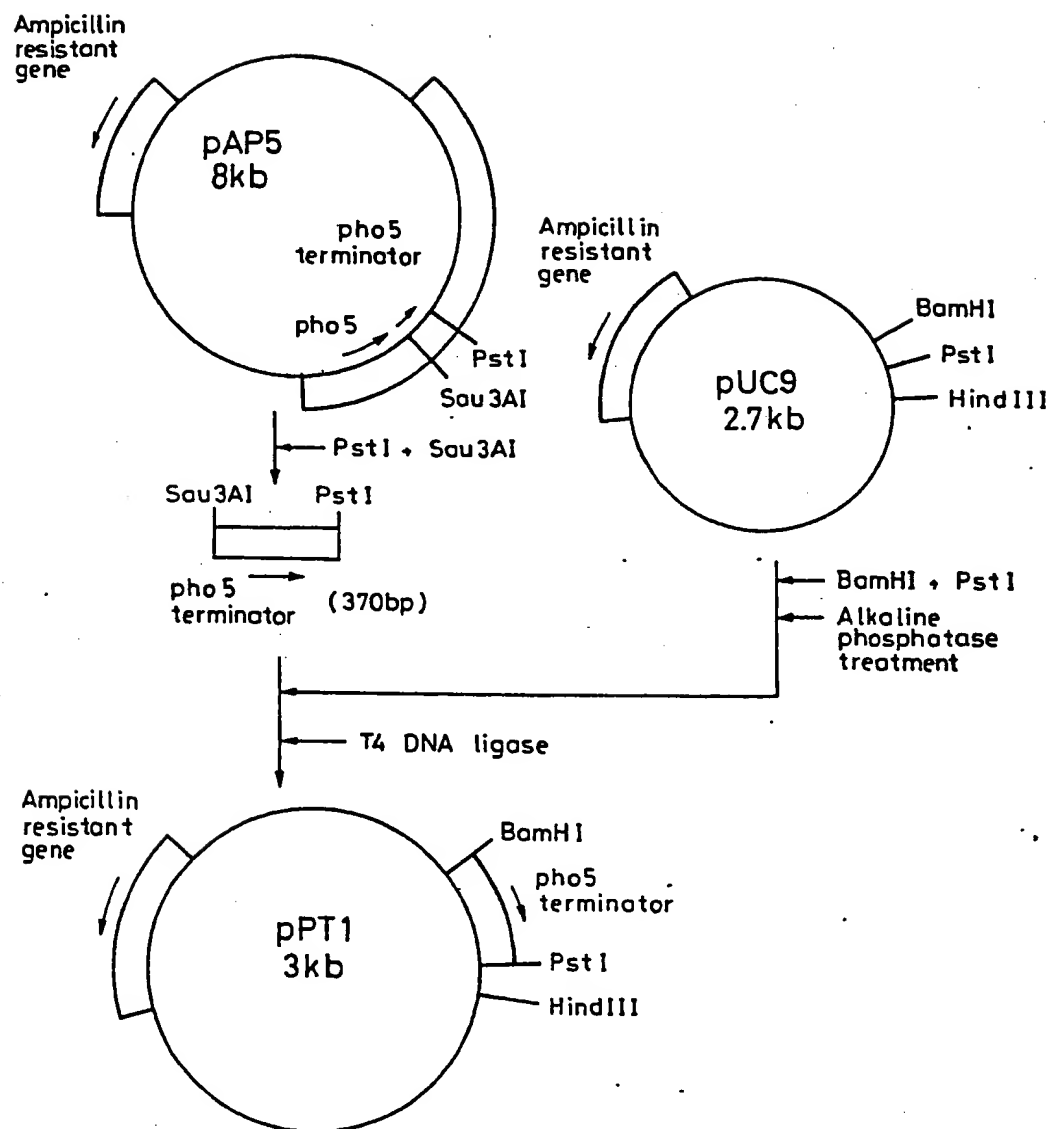 Ampicillin
resistant
gene
pAP5
8kb
pho5
terminator
pho5
PstI
Sau3AI
Ampicillin
resistant
gene
BamHI
PstI
HindIII
pUC9
2.7kb
PstI + Sau3AI
Sau3AI PstI
pho5
terminator
(370bp)
BamHI + PstI
Alkaline
phosphatase
treatment
T4 DNA ligase
Ampicillin
resistant
gene
BamHI
pho5
terminator
pPT1
3kb
PstI
HindIII